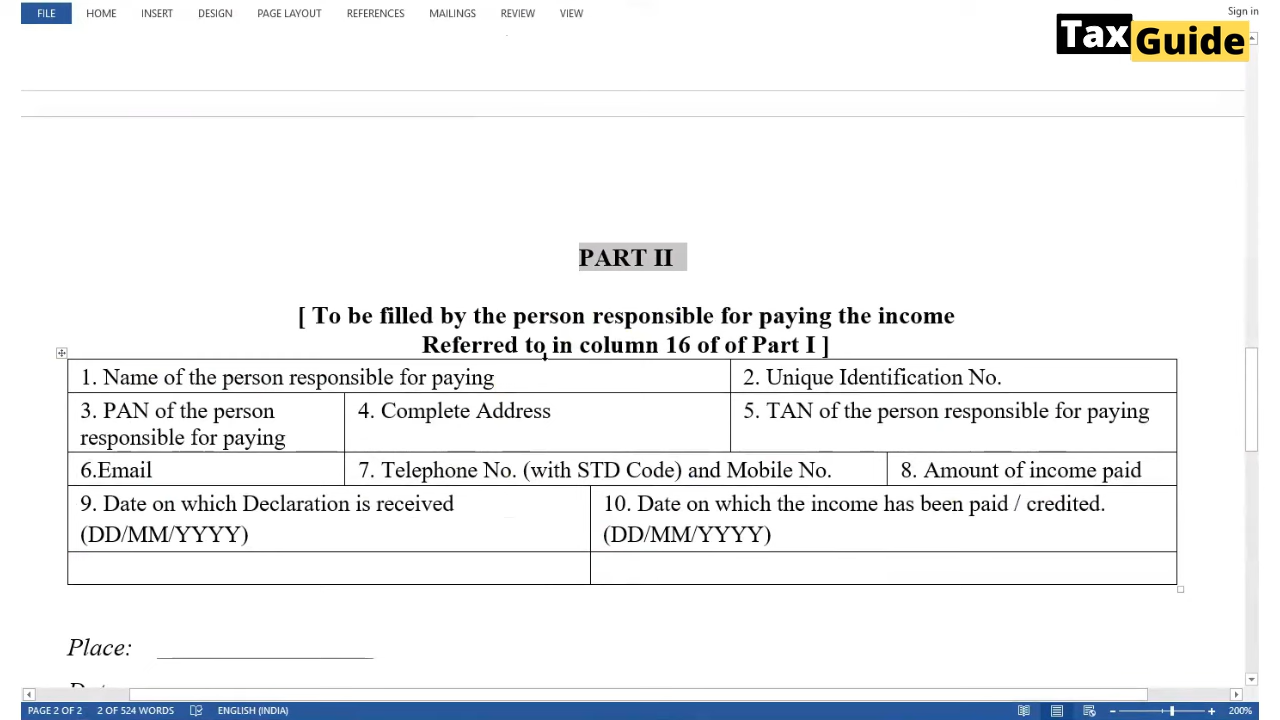 FILE HOME INSERT DESIGN PAGE LAYOUT REFERENCES MAILINGS REVIEW VIEW Sign in
Tax Guide
PART II
[ To be filled by the person responsible for paying the income
Referred to in column 16 of of Part I ]
1. Name of the person responsible for paying 2. Unique Identification No.
3. PAN of the person
responsible for paying
4. Complete Address
5. TAN of the person responsible for paying
6.Email 7. Telephone No. (with STD Code) and Mobile No. 8. Amount of income paid
9. Date on which Declaration is received
(DD/MM/YYYY)
10. Date on which the income has been paid / credited.
(DD/MM/YYYY)
Place:
PAGE 2 OF 2 2 OF 524 WORDS ENGLISH (INDIA) 200%